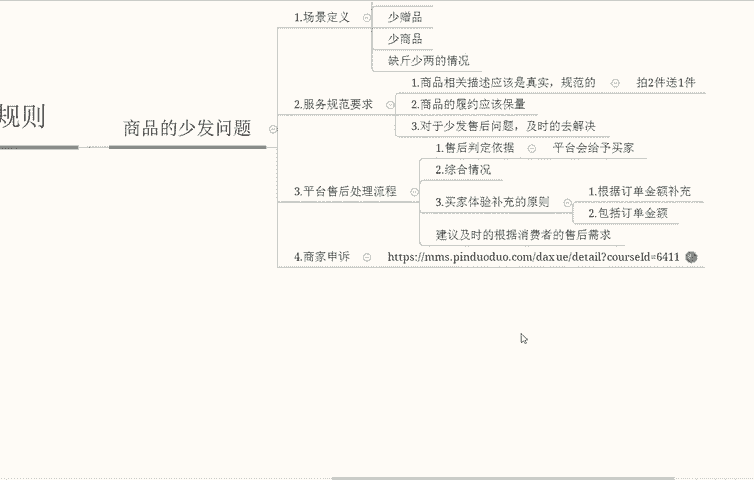 规则
商品的少发问题
1.场景定义
少赠品
少商品
缺斤少两的情况
2.服务规范要求
1.商品相关描述应该是真实，规范的
拍2件送1件
2.商品的履约应该保量
3.对于少发售后问题，及时的去解决
3.平台售后处理流程
1.售后判定依据
平台会给予买家
2.综合情况
3.买家体验补充的原则
1.根据订单金额补充
2.包括订单金额
建议及时的根据消费者的售后需求
4.商家申诉
https://mms.pinduoduo.com/daxue/detail?courseId=6411